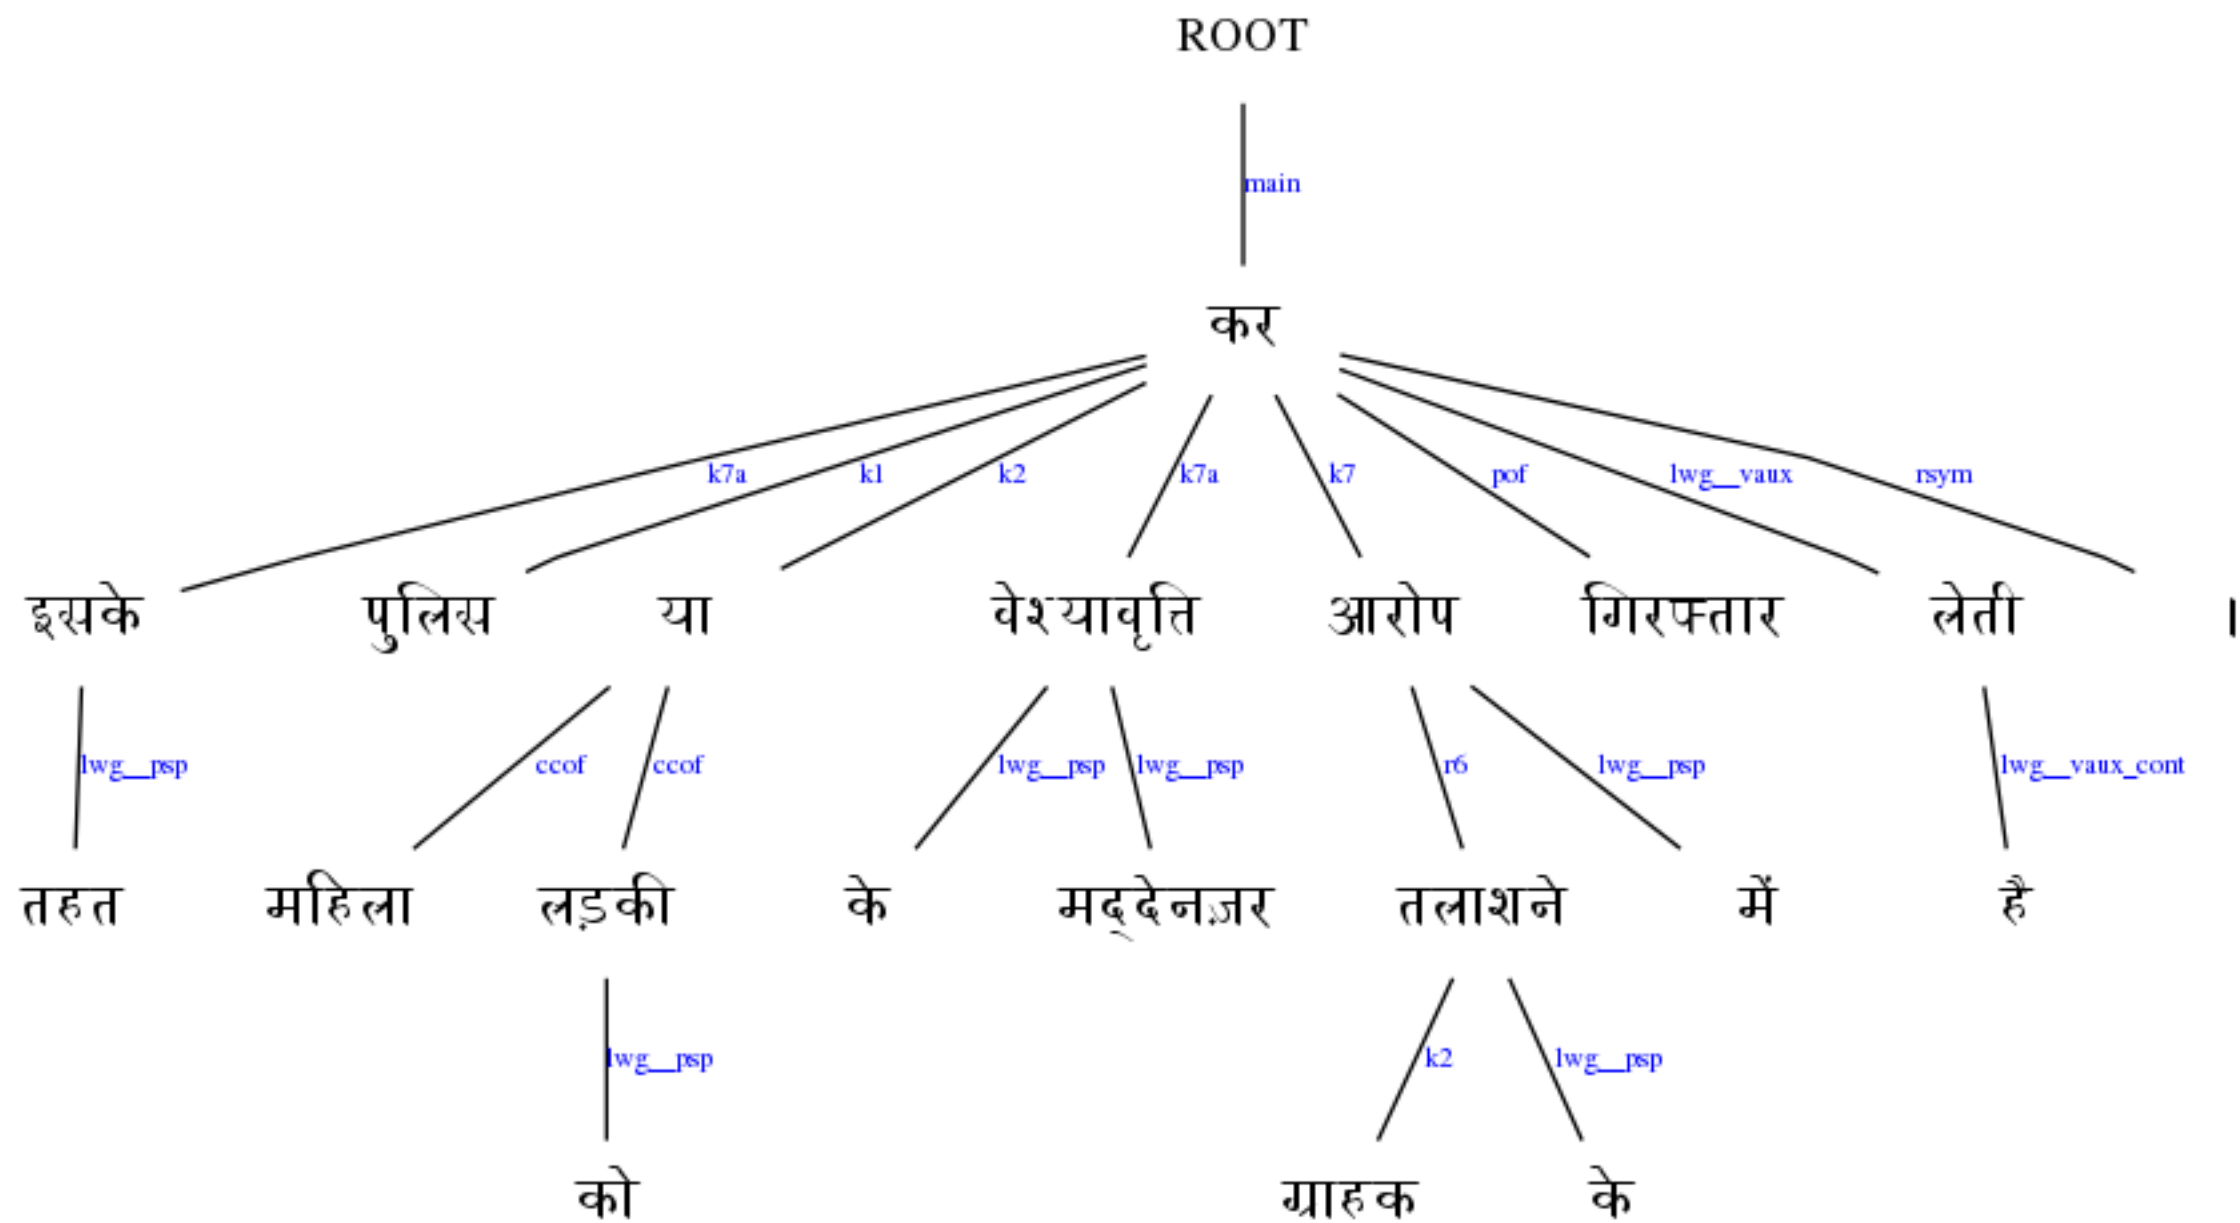 ROOT
main
कर
k7a k1 k2 k7a k7 pof lwg__vaux rsym
इसके पुलिस या वेश्यावृत्ति आरोप गिरफ्तार लेती ।
lwg__psp ccof ccof lwg__psp lwg__psp r6 lwg__psp lwg__vaux_cont
तहत महिला लड़की के मद्देनज़र तलाशने में है
lwg__psp k2 lwg__psp
को ग्राहक के